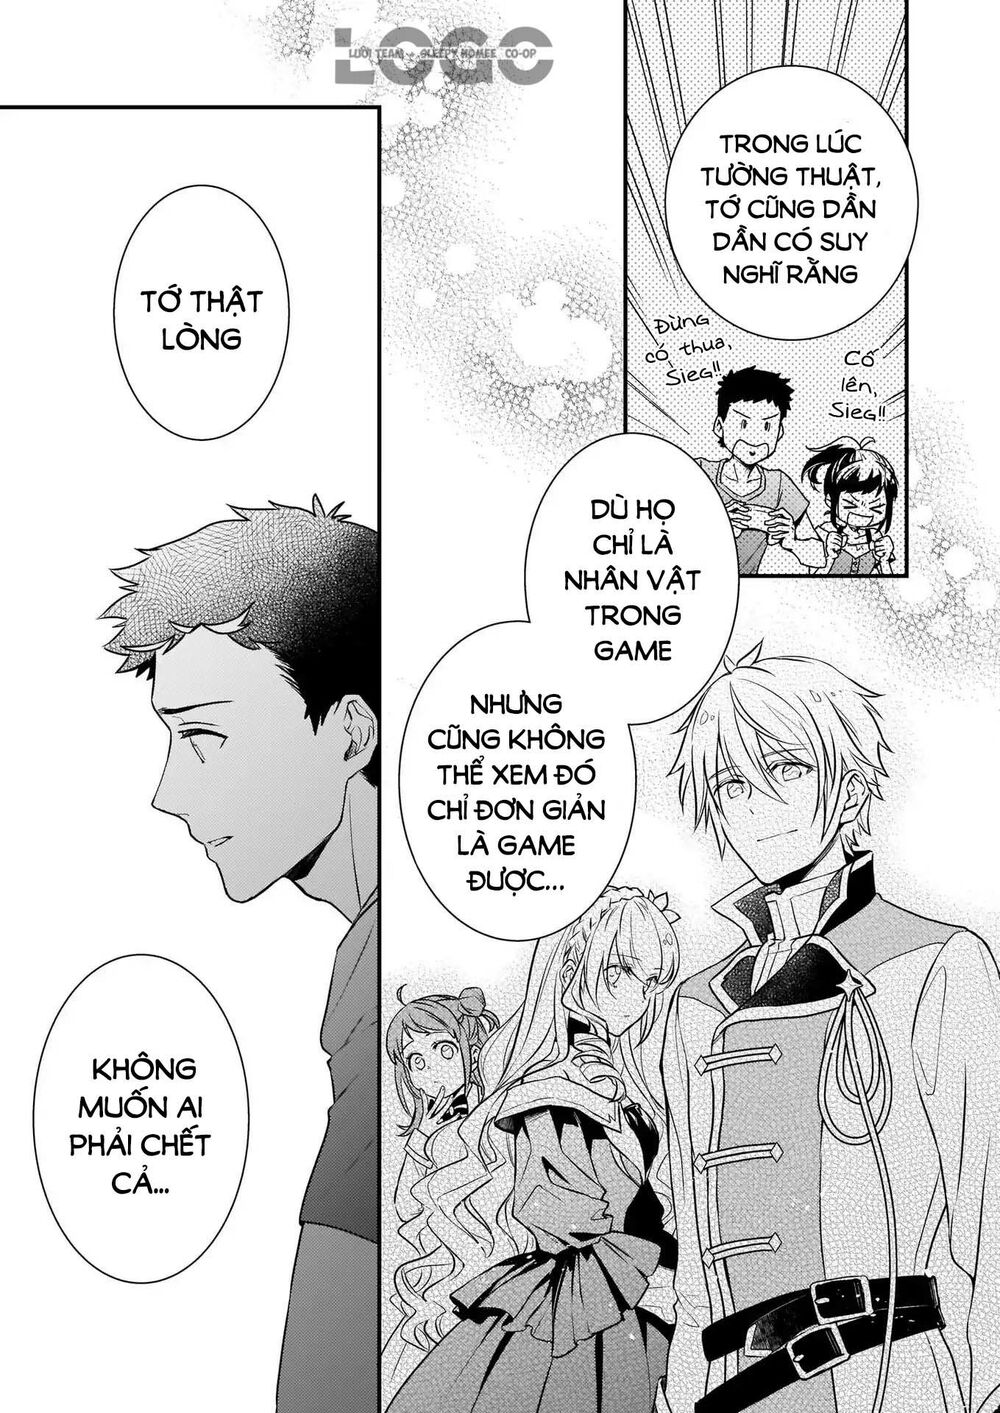 LOGO
LƯỜI TEAM + SLEEPY HOMEE CO-OP
TRONG LÚC
TƯỜNG THUẬT,
TỚ CŨNG DẦN
DẦN CÓ SUY
NGHĨ RẰNG
Đừng
có thua,
Sieg!!
Cố
lên,
Sieg!!
DÙ HỌ
CHỈ LÀ
NHÂN VẬT
TRONG
GAME
NHƯNG
CŨNG KHÔNG
THỂ XEM ĐÓ
CHỈ ĐƠN GIẢN
LÀ GAME
ĐƯỢC...
TỚ THẬT
LÒNG
KHÔNG
MUỐN AI
PHẢI CHẾT
CẢ...